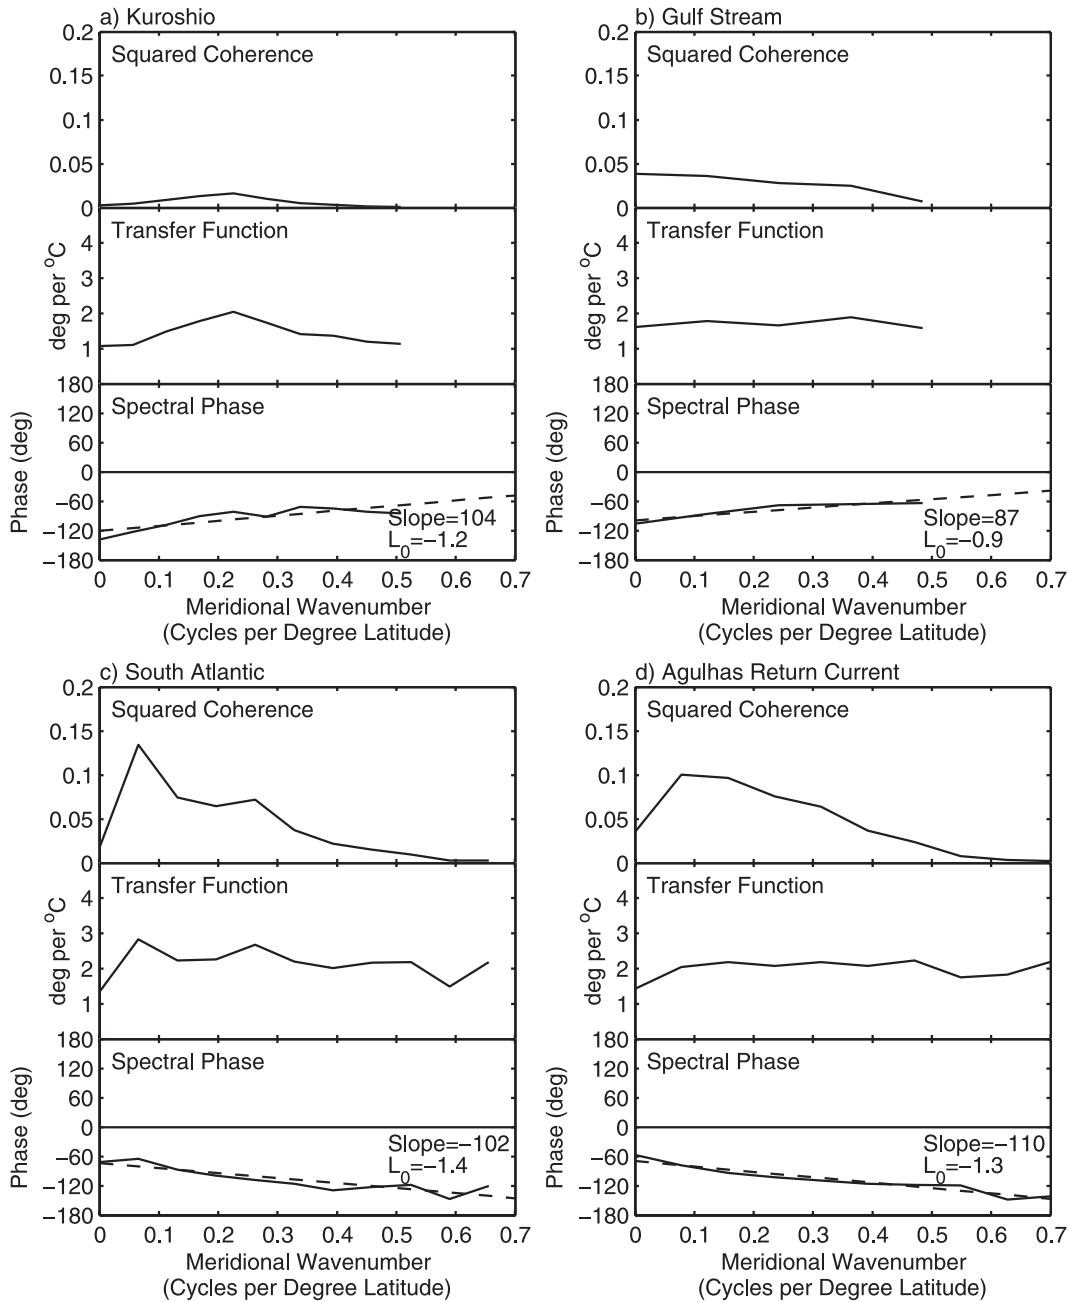 a) Kuroshio
0.2
Squared Coherence
0.15
0.1
0.05
0
Transfer Function
deg per °C
4
3
2
1
180
Spectral Phase
Phase (deg)
120
60
0
−60
−120
−180
Slope=104
L0=−1.2
0 0.1 0.2 0.3 0.4 0.5 0.6 0.7
Meridional Wavenumber
(Cycles per Degree Latitude)
b) Gulf Stream
0.2
Squared Coherence
0.15
0.1
0.05
0
Transfer Function
deg per °C
4
3
2
1
180
Spectral Phase
Phase (deg)
120
60
0
−60
−120
−180
Slope=87
L0=−0.9
0 0.1 0.2 0.3 0.4 0.5 0.6 0.7
Meridional Wavenumber
(Cycles per Degree Latitude)
c) South Atlantic
0.2
Squared Coherence
0.15
0.1
0.05
0
Transfer Function
deg per °C
4
3
2
1
180
Spectral Phase
Phase (deg)
120
60
0
−60
−120
−180
Slope=−102
L0=−1.4
0 0.1 0.2 0.3 0.4 0.5 0.6 0.7
Meridional Wavenumber
(Cycles per Degree Latitude)
d) Agulhas Return Current
0.2
Squared Coherence
0.15
0.1
0.05
0
Transfer Function
deg per °C
4
3
2
1
180
Spectral Phase
Phase (deg)
120
60
0
−60
−120
−180
Slope=−110
L0=−1.3
0 0.1 0.2 0.3 0.4 0.5 0.6 0.7
Meridional Wavenumber
(Cycles per Degree Latitude)